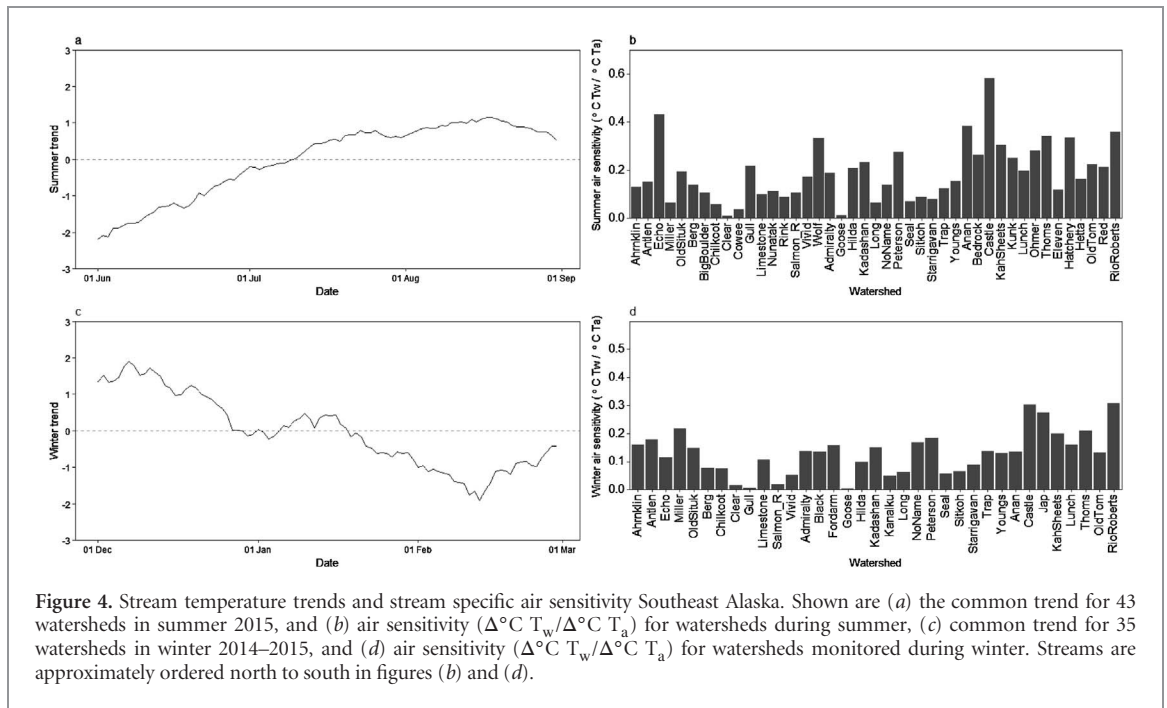 a
3
2
1
0
-1
-2
-3
Summer trend
01 Jun
01 Jul
01 Aug
01 Sep
Date
b
0.6
0.4
0.2
0.0
Summer air sensitivity (° C Tw / ° C Ta)
Ahrnklin
Antlen
Echo
Miller
OldSituk
Berg
BigBoulder
Chilkoot
Clear
Cowee
Gull
Limestone
Nunatak
Rink
Salmon_R
Vivid
Wolf
Admiralty
Goose
Hilda
Kadashan
Long
NoName
Peterson
Seal
Sitkoh
Starrigavan
Trap
Youngs
Anan
Bedrock
Castle
KahSheets
Kunk
Lunch
Ohmer
Thoms
Eleven
Hatchery
Hetta
OldTom
Red
RioRoberts
Watershed
c
3
2
1
0
-1
-2
-3
Winter trend
01 Dec
01 Jan
01 Feb
01 Mar
Date
d
0.5
0.4
0.3
0.2
0.1
0.0
Winter air sensitivity (° C Tw / ° C Ta)
Ahrnklin
Antlen
Echo
Miller
OldSituk
Berg
Chilkoot
Clear
Gull
Limestone
Salmon_R
Vivid
Admiralty
Black
Fordarm
Goose
Hilda
Kadashan
Kanalku
Long
NoName
Peterson
Seal
Sitkoh
Starrigavan
Trap
Youngs
Anan
Castle
Jap
KahSheets
Lunch
Thoms
OldTom
RioRoberts
Watershed
Figure 4. Stream temperature trends and stream specific air sensitivity Southeast Alaska. Shown are (a) the common trend for 43
watersheds in summer 2015, and (b) air sensitivity (Δ°C Tw/Δ°C Ta) for watersheds during summer, (c) common trend for 35
watersheds in winter 2014–2015, and (d) air sensitivity (Δ°C Tw/Δ°C Ta) for watersheds monitored during winter. Streams are
approximately ordered north to south in figures (b) and (d).